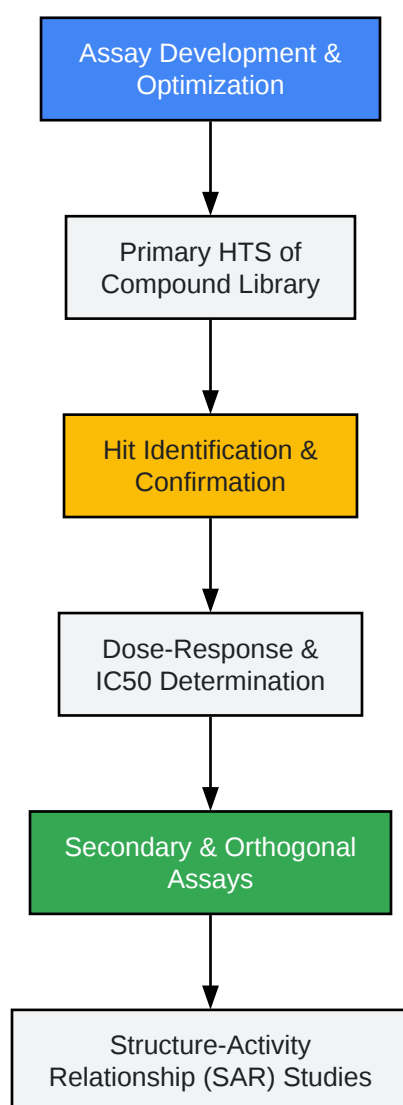 Assay Development &
Optimization
Primary HTS of
Compound Library
Hit Identification &
Confirmation
Dose-Response &
IC50 Determination
Secondary & Orthogonal
Assays
Structure-Activity
Relationship (SAR) Studies